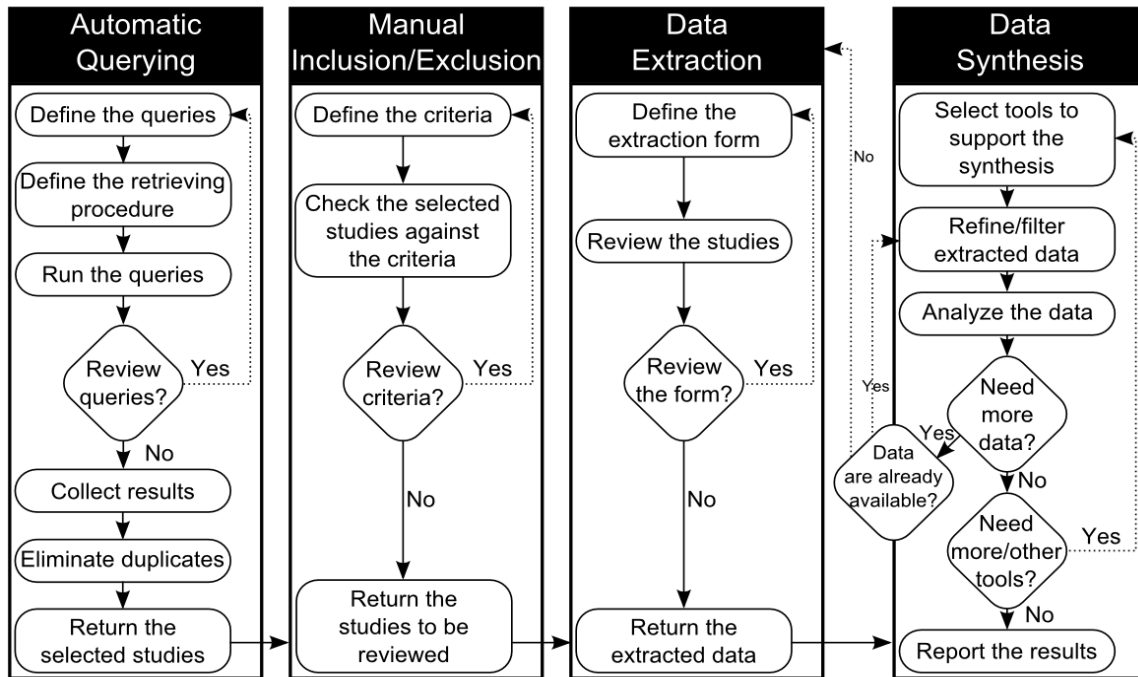 Automatic
Querying
Define the queries
Define the retrieving
procedure
Run the queries
Review
queries?
Yes
No
Collect results
Eliminate duplicates
Return the
selected studies
Manual
Inclusion/Exclusion
Define the criteria
Check the selected
studies against
the criteria
Review
criteria?
Yes
No
Return the
studies to be
reviewed
Data
Extraction
Define the
extraction form
Review the studies
Review
the form?
Yes
No
Return the
extracted data
No
Yes
Data
are already
available?
Data
Synthesis
Select tools to
support the
synthesis
Refine/filter
extracted data
Analyze the data
Need
more
data?
Yes
No
Need
more/other
tools?
Yes
No
Report the results